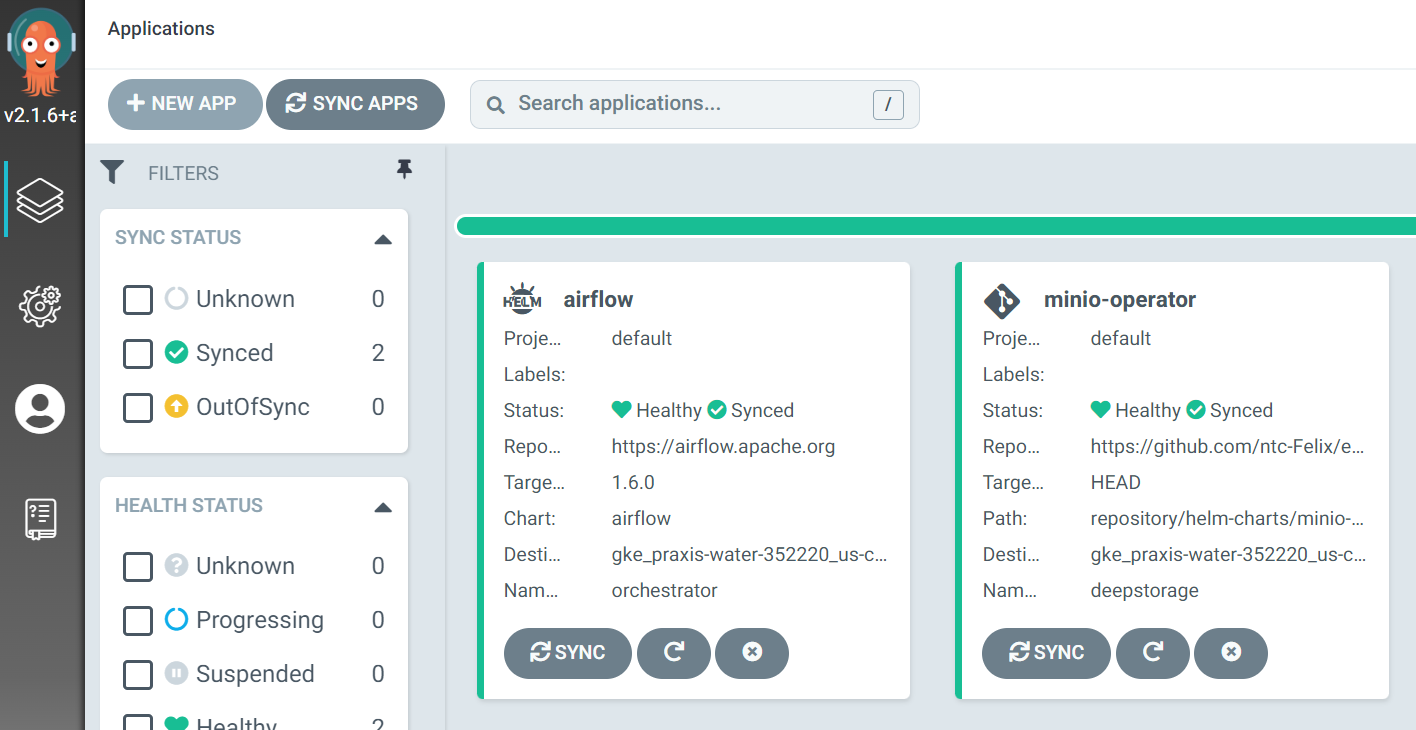 Applications
v2.1.6+a
NEW APP
SYNC APPS
Search applications...
/
FILTERS
SYNC STATUS
Unknown 0
Synced 2
OutOfSync 0
HEALTH STATUS
Unknown 0
Progressing 0
Suspended 0
Healthy 2
HELM airflow
Proje... default
Labels:
Status: Healthy Synced
Repo... https://airflow.apache.org
Targe... 1.6.0
Chart: airflow
Desti... gke_praxis-water-352220_us-c...
Nam... orchestrator
SYNC
minio-operator
Proje... default
Labels:
Status: Healthy Synced
Repo... https://github.com/ntc-Felix/e...
Targe... HEAD
Path: repository/helm-charts/minio-...
Desti... gke_praxis-water-352220_us-c...
Nam... deepstorage
SYNC